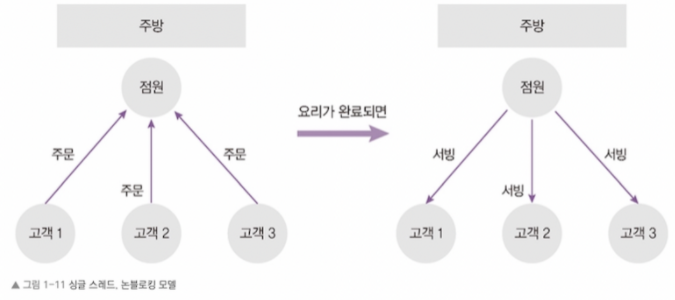 주방
점원
주문
주문
주문
고객 1
고객 2
고객 3
요리가 완료되면
주방
점원
서빙
서빙
서빙
고객 1
고객 2
고객 3
▲ 그림 1-11 싱글 스레드, 논블로킹 모델